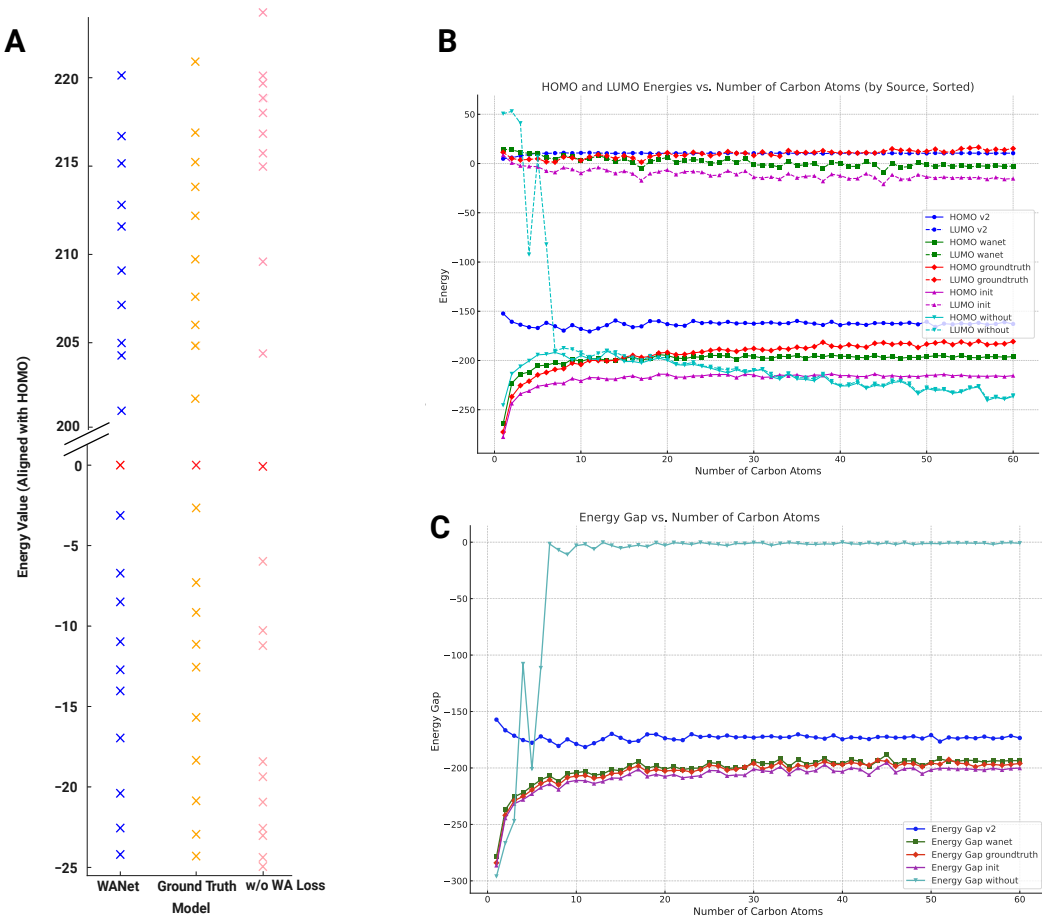 A
Energy Value (Aligned with HOMO)
220
215
210
205
200
0
−5
−10
−15
−20
−25
WANet
Ground Truth
w/o WA Loss
Model
B
HOMO and LUMO Energies vs. Number of Carbon Atoms (by Source, Sorted)
Energy
50
0
−50
−100
−150
−200
−250
0
10
20
30
40
50
60
Number of Carbon Atoms
HOMO v2
LUMO v2
HOMO wanet
LUMO wanet
HOMO groundtruth
LUMO groundtruth
HOMO init
LUMO init
HOMO without
LUMO without
C
Energy Gap vs. Number of Carbon Atoms
Energy Gap
0
−50
−100
−150
−200
−250
−300
0
10
20
30
40
50
60
Number of Carbon Atoms
Energy Gap v2
Energy Gap wanet
Energy Gap groundtruth
Energy Gap init
Energy Gap without